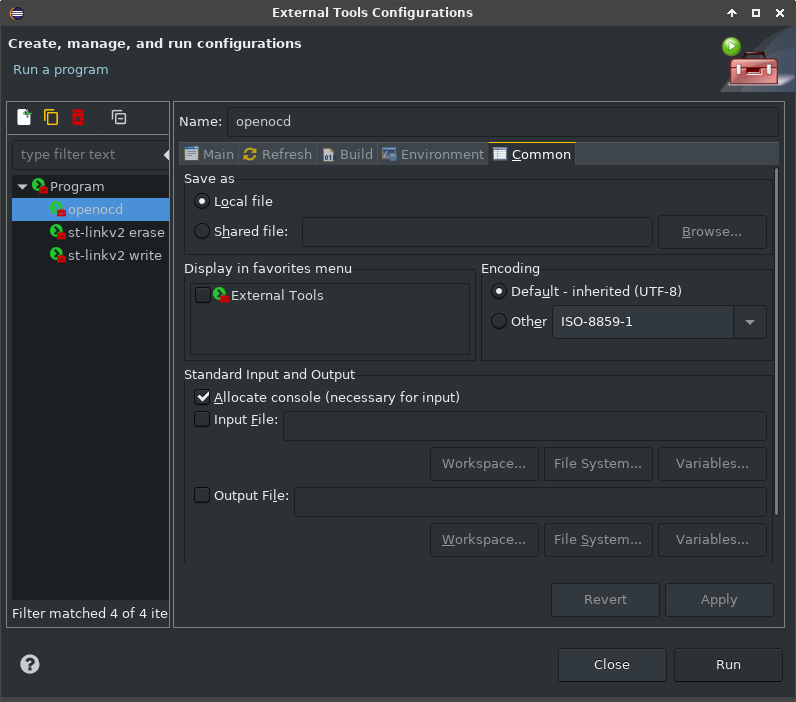 External Tools Configurations
Create, manage, and run configurations
Run a program
type filter text
Program
openocd
st-linkv2 erase
st-linkv2 write
Filter matched 4 of 4 ite
Name: openocd
Main Refresh Build Environment Common
Save as
Local file
Shared file: Browse...
Display in favorites menu
External Tools
Encoding
Default - inherited (UTF-8)
Other ISO-8859-1
Standard Input and Output
Allocate console (necessary for input)
Input File:
Workspace... File System... Variables...
Output File:
Workspace... File System... Variables...
Revert Apply
Close Run